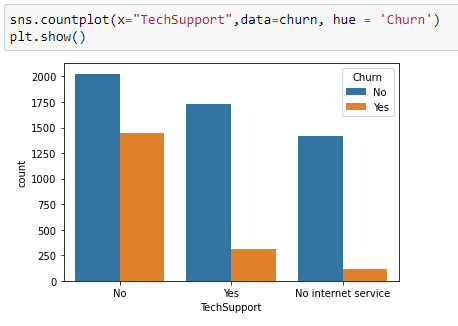 sns.countplot(x="TechSupport",data=churn, hue = 'Churn')
plt.show()
Churn
No
Yes
2000
1750
1500
1250
1000
750
500
250
0
count
No Yes No internet service
TechSupport